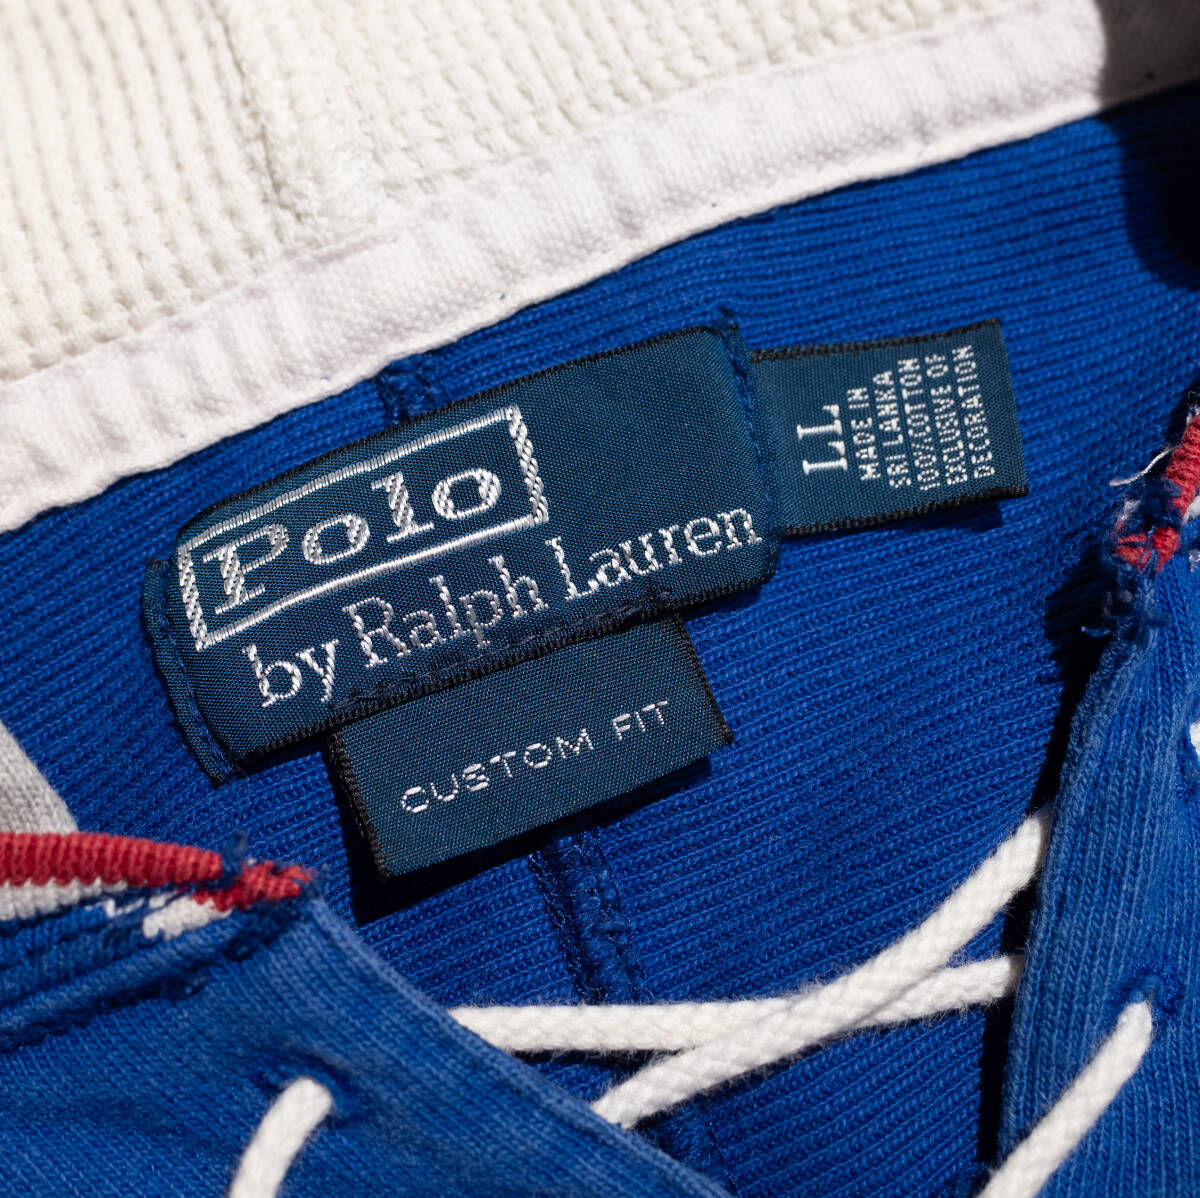 Polo
by Ralph Lauren
CUSTOM FIT
LL
MADE IN
SRI LANKA
100% COTTON
EXCLUSIVE OF
DECORATION